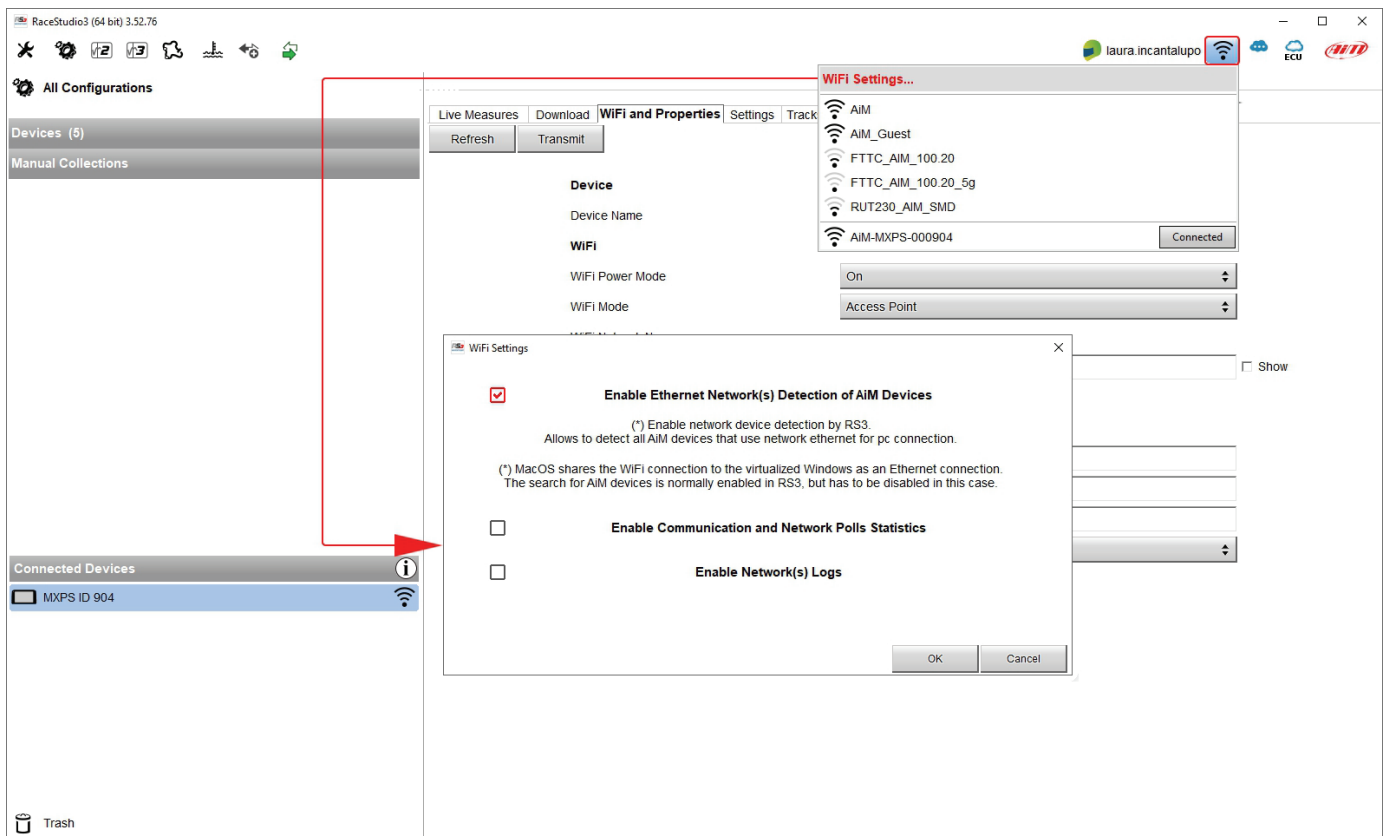 RaceStudio3 (64 bit) 3.52.76
laura.incantalupo
ECU
AiM
All Configurations
WiFi Settings...
Live Measures Download WiFi and Properties Settings Track
Devices (5)
Refresh Transmit
Manual Collections
AiM
AiM_Guest
FTTC_AIM_100.20
FTTC_AIM_100.20_5g
RUT230_AIM_SMD
AiM-MXPS-000904 Connected
Device
Device Name
WiFi
WiFi Power Mode On
WiFi Mode Access Point
Show
WiFi Settings
Enable Ethernet Network(s) Detection of AiM Devices
(*) Enable network device detection by RS3.
Allows to detect all AiM devices that use network ethernet for pc connection.
(*) MacOS shares the WiFi connection to the virtualized Windows as an Ethernet connection.
The search for AiM devices is normally enabled in RS3, but has to be disabled in this case.
Enable Communication and Network Polls Statistics
Enable Network(s) Logs
OK Cancel
Connected Devices
MXPS ID 904
Trash